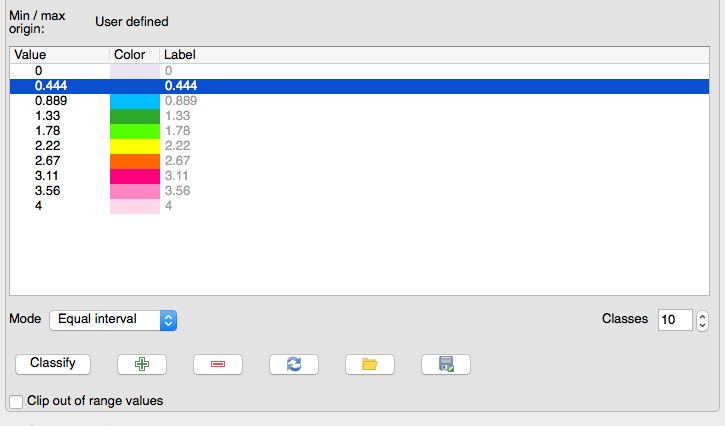 Min / max
origin:
User defined
Value Color Label
0 0
0.444 0.444
0.889 0.889
1.33 1.33
1.78 1.78
2.22 2.22
2.67 2.67
3.11 3.11
3.56 3.56
4 4
Mode Equal interval Classes 10
Classify
Clip out of range values